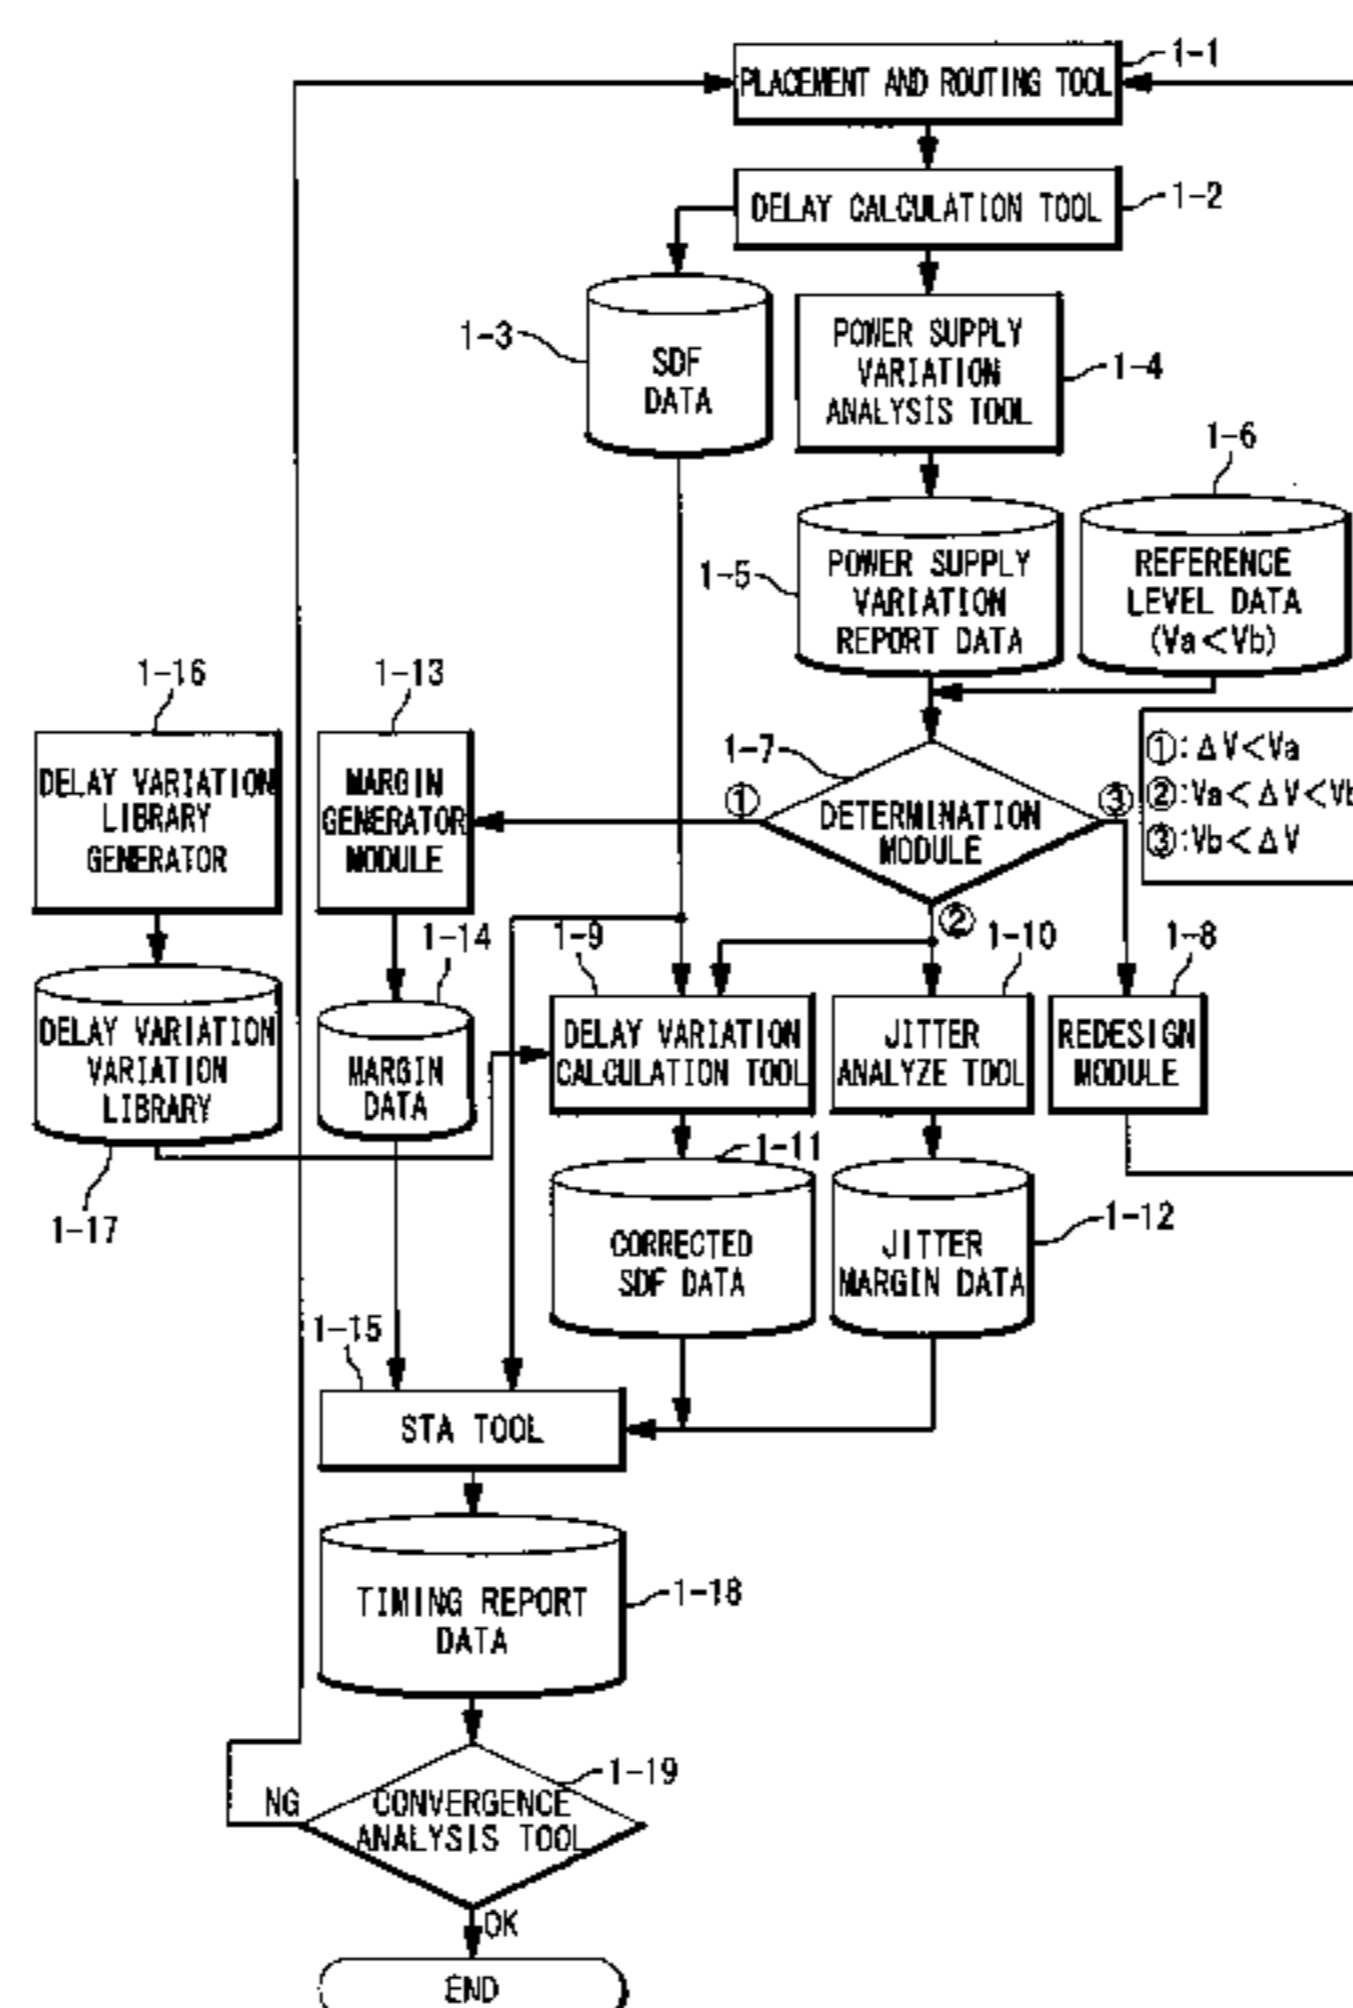 1-1
PLACEMENT AND ROUTING TOOL
1-2
DELAY CALCULATION TOOL
1-3
SDF
DATA
POWER SUPPLY
VARIATION
ANALYSIS TOOL
1-4
1-6
1-5
POWER SUPPLY
VARIATION
REPORT DATA
REFERENCE
LEVEL DATA
(Va<Vb)
1-16
1-13
1-7
DELAY VARIATION
LIBRARY
GENERATOR
MARGIN
GENERATOR
MODULE
①
DETERMINATION
MODULE
③
①:ΔV<Va
②:Va<ΔV<Vb
③:Vb<ΔV
②
1-14
1-9
1-10
1-8
DELAY VARIATION
VARIATION
LIBRARY
MARGIN
DATA
DELAY VARIATION
CALCULATION TOOL
JITTER
ANALYZE TOOL
REDESIGN
MODULE
1-17
1-11
CORRECTED
SDF DATA
JITTER
MARGIN DATA
1-12
1-15
STA TOOL
TIMING REPORT
DATA
1-18
1-19
NG
CONVERGENCE
ANALYSIS TOOL
OK
END